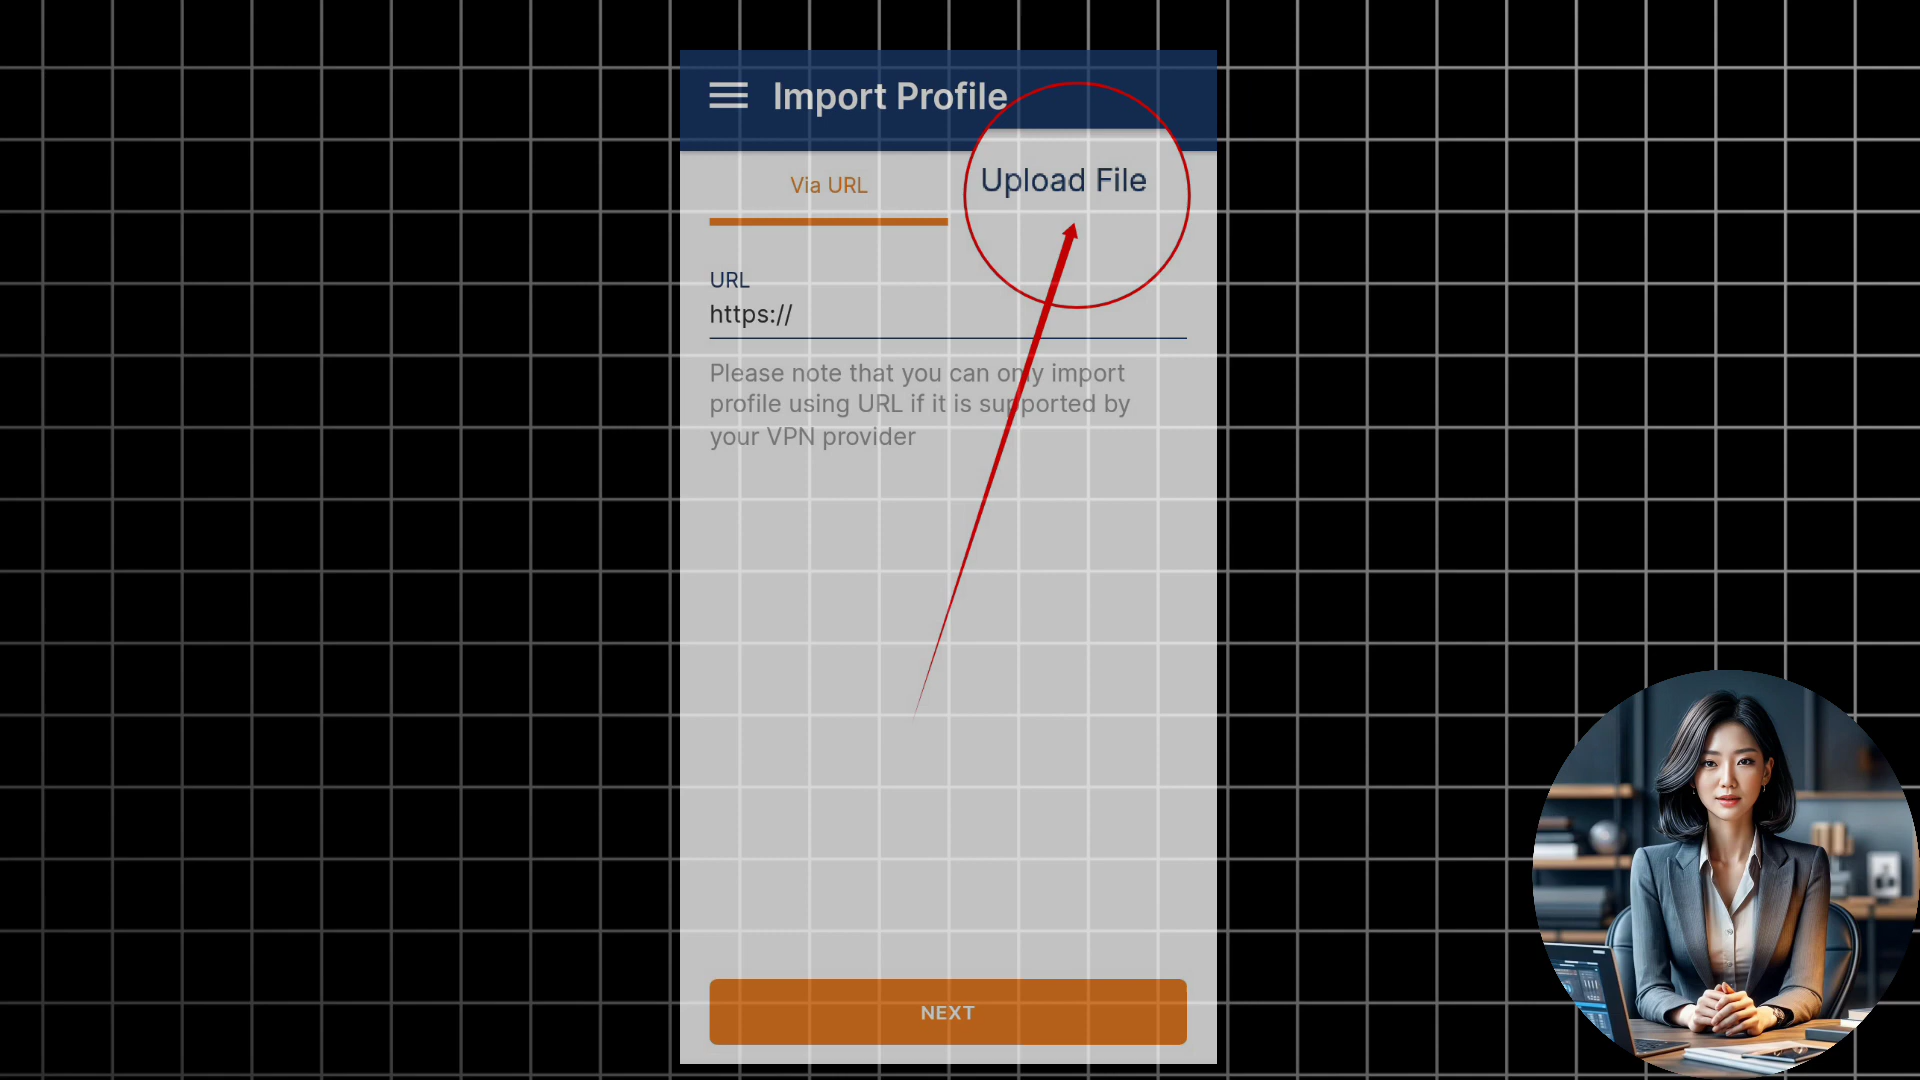 Import Profile
Via URL
Upload File
URL
https://
Please note that you can only import
profile using URL if it is supported by
your VPN provider
NEXT